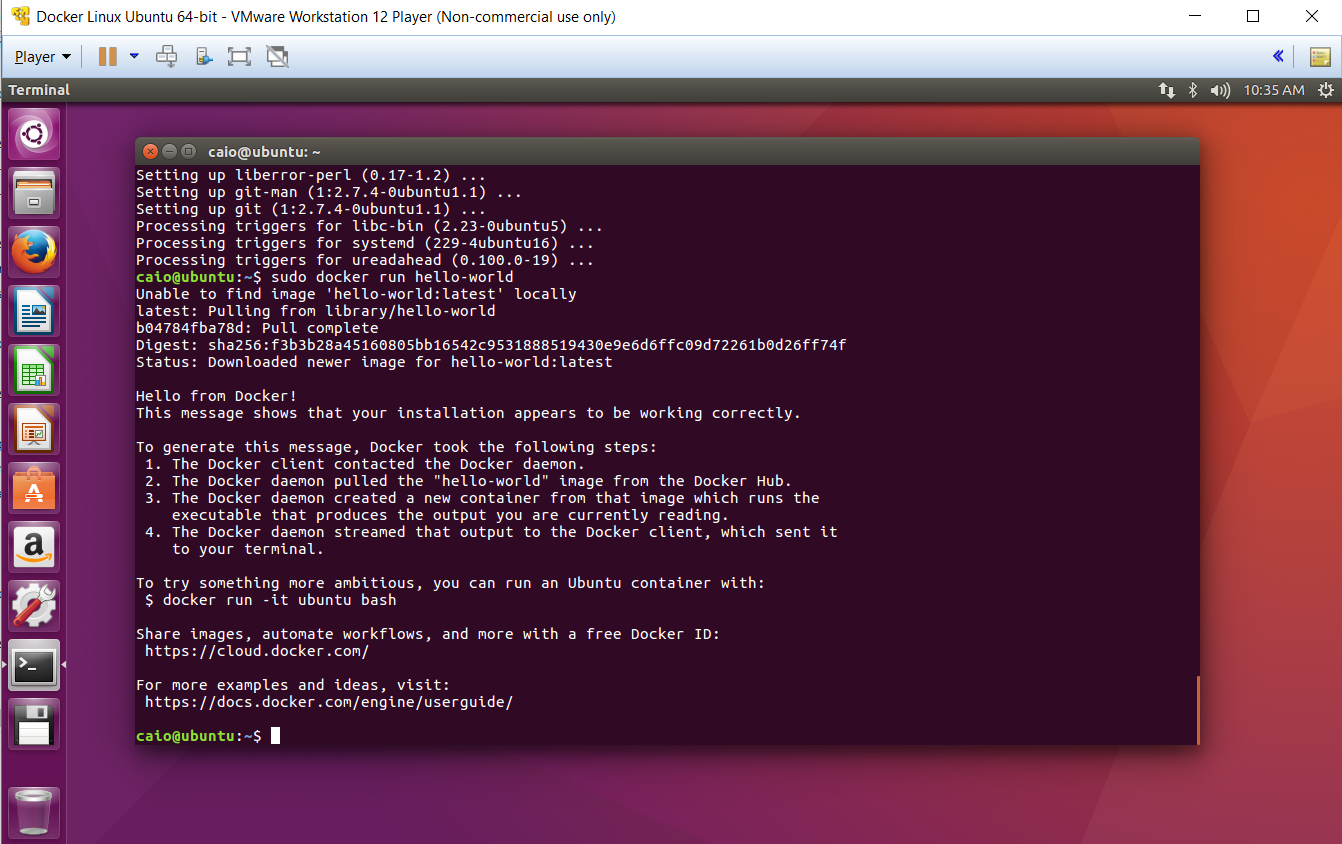 Docker Linux Ubuntu 64-bit - VMware Workstation 12 Player (Non-commercial use only)
Player
Terminal
10:35 AM
caio@ubuntu: ~
Setting up liberror-perl (0.17-1.2) ...
Setting up git-man (1:2.7.4-0ubuntu1.1) ...
Setting up git (1:2.7.4-0ubuntu1.1) ...
Processing triggers for libc-bin (2.23-0ubuntu5) ...
Processing triggers for systemd (229-4ubuntu16) ...
Processing triggers for ureadahead (0.100.0-19) ...
caio@ubuntu:~$ sudo docker run hello-world
Unable to find image 'hello-world:latest' locally
latest: Pulling from library/hello-world
b04784fba78d: Pull complete
Digest: sha256:f3b3b28a45160805bb16542c9531888519430e9e6d6ffc09d72261b0d26ff74f
Status: Downloaded newer image for hello-world:latest

Hello from Docker!
This message shows that your installation appears to be working correctly.

To generate this message, Docker took the following steps:
 1. The Docker client contacted the Docker daemon.
 2. The Docker daemon pulled the "hello-world" image from the Docker Hub.
 3. The Docker daemon created a new container from that image which runs the
    executable that produces the output you are currently reading.
 4. The Docker daemon streamed that output to the Docker client, which sent it
    to your terminal.

To try something more ambitious, you can run an Ubuntu container with:
 $ docker run -it ubuntu bash

Share images, automate workflows, and more with a free Docker ID:
 https://cloud.docker.com/

For more examples and ideas, visit:
 https://docs.docker.com/engine/userguide/

caio@ubuntu:~$